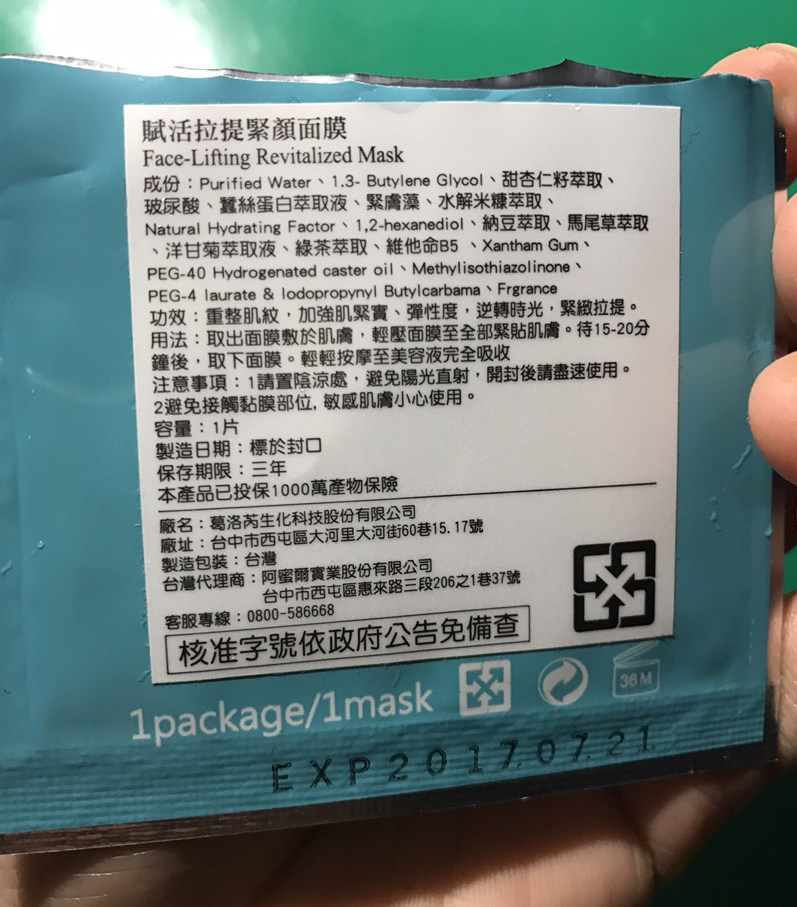 賦活拉提緊顏面膜
Face-Lifting Revitalized Mask
成份：Purified Water、1.3- Butylene Glycol、甜杏仁籽萃取、
玻尿酸、蠶絲蛋白萃取液、緊膚藻、水解米糠萃取、
Natural Hydrating Factor、1,2-hexanediol、納豆萃取、馬尾草萃取
、洋甘菊萃取液、綠茶萃取、維他命B5 、Xantham Gum、
PEG-40 Hydrogenated caster oil、Methylisothiazolinone、
PEG-4 laurate & lodopropynyl Butylcarbama、Frgrance
功效：重整肌紋，加強肌緊實、彈性度，逆轉時光，緊緻拉提。
用法：取出面膜敷於肌膚，輕壓面膜至全部緊貼肌膚。待15-20分
鐘後，取下面膜。輕輕按摩至美容液完全吸收
注意事項：1請置陰涼處，避免陽光直射，開封後請盡速使用。
2避免接觸黏膜部位, 敏感肌膚小心使用。
容量：1片
製造日期：標於封口
保存期限：三年
本產品已投保1000萬產物保險
廠名：葛洛芮生化科技股份有限公司
廠址：台中市西屯區大河里大河街60巷15.17號
製造包裝：台灣
台灣代理商：阿蜜爾實業股份有限公司
台中市西屯區惠來路三段206之1巷37號
客服專線：0800-586668
核准字號依政府公告免備查
1package/1mask
36M
EXP2017.07.21